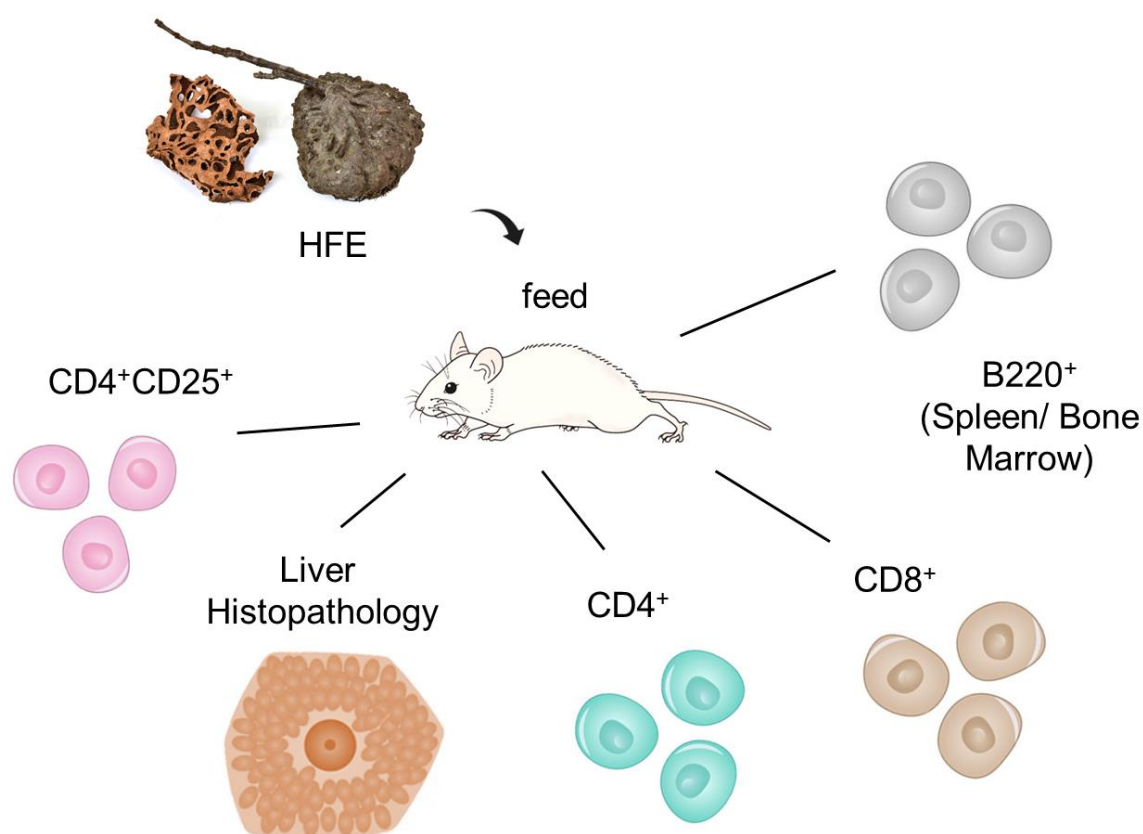 HFE
feed
CD4⁺CD25⁺
B220⁺
(Spleen/ Bone
Marrow)
Liver
Histopathology
CD4⁺
CD8⁺